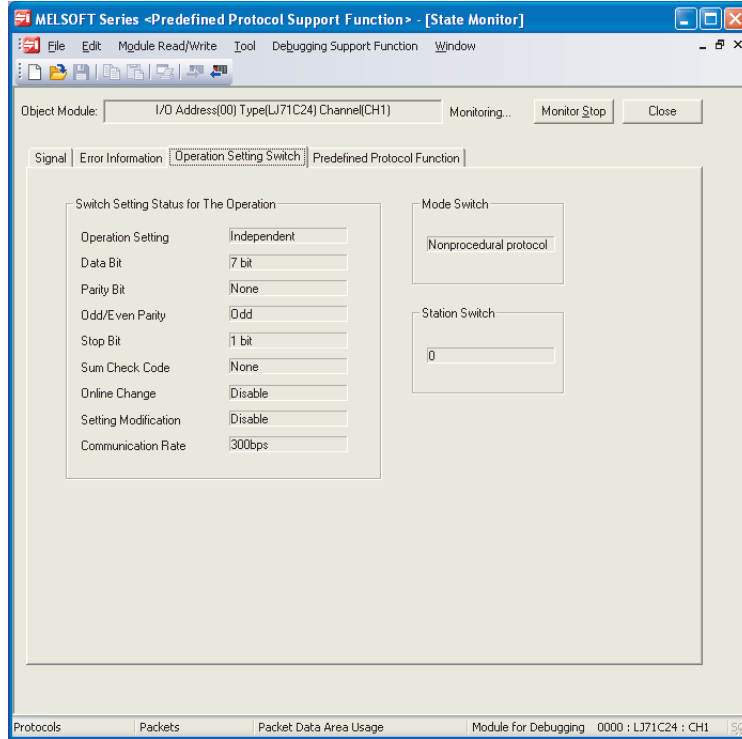 MELSOFT Series <Predefined Protocol Support Function> - [State Monitor]
File Edit Module Read/Write Tool Debugging Support Function Window
Object Module: I/O Address(00) Type(LJ71C24) Channel(CH1) Monitoring... Monitor Stop Close
Signal Error Information Operation Setting Switch Predefined Protocol Function
Switch Setting Status for The Operation
Operation Setting Independent
Data Bit 7 bit
Parity Bit None
Odd/Even Parity Odd
Stop Bit 1 bit
Sum Check Code None
Online Change Disable
Setting Modification Disable
Communication Rate 300bps
Mode Switch
Nonprocedural protocol
Station Switch
0
Protocols Packets Packet Data Area Usage Module for Debugging 0000 : LJ71C24 : CH1